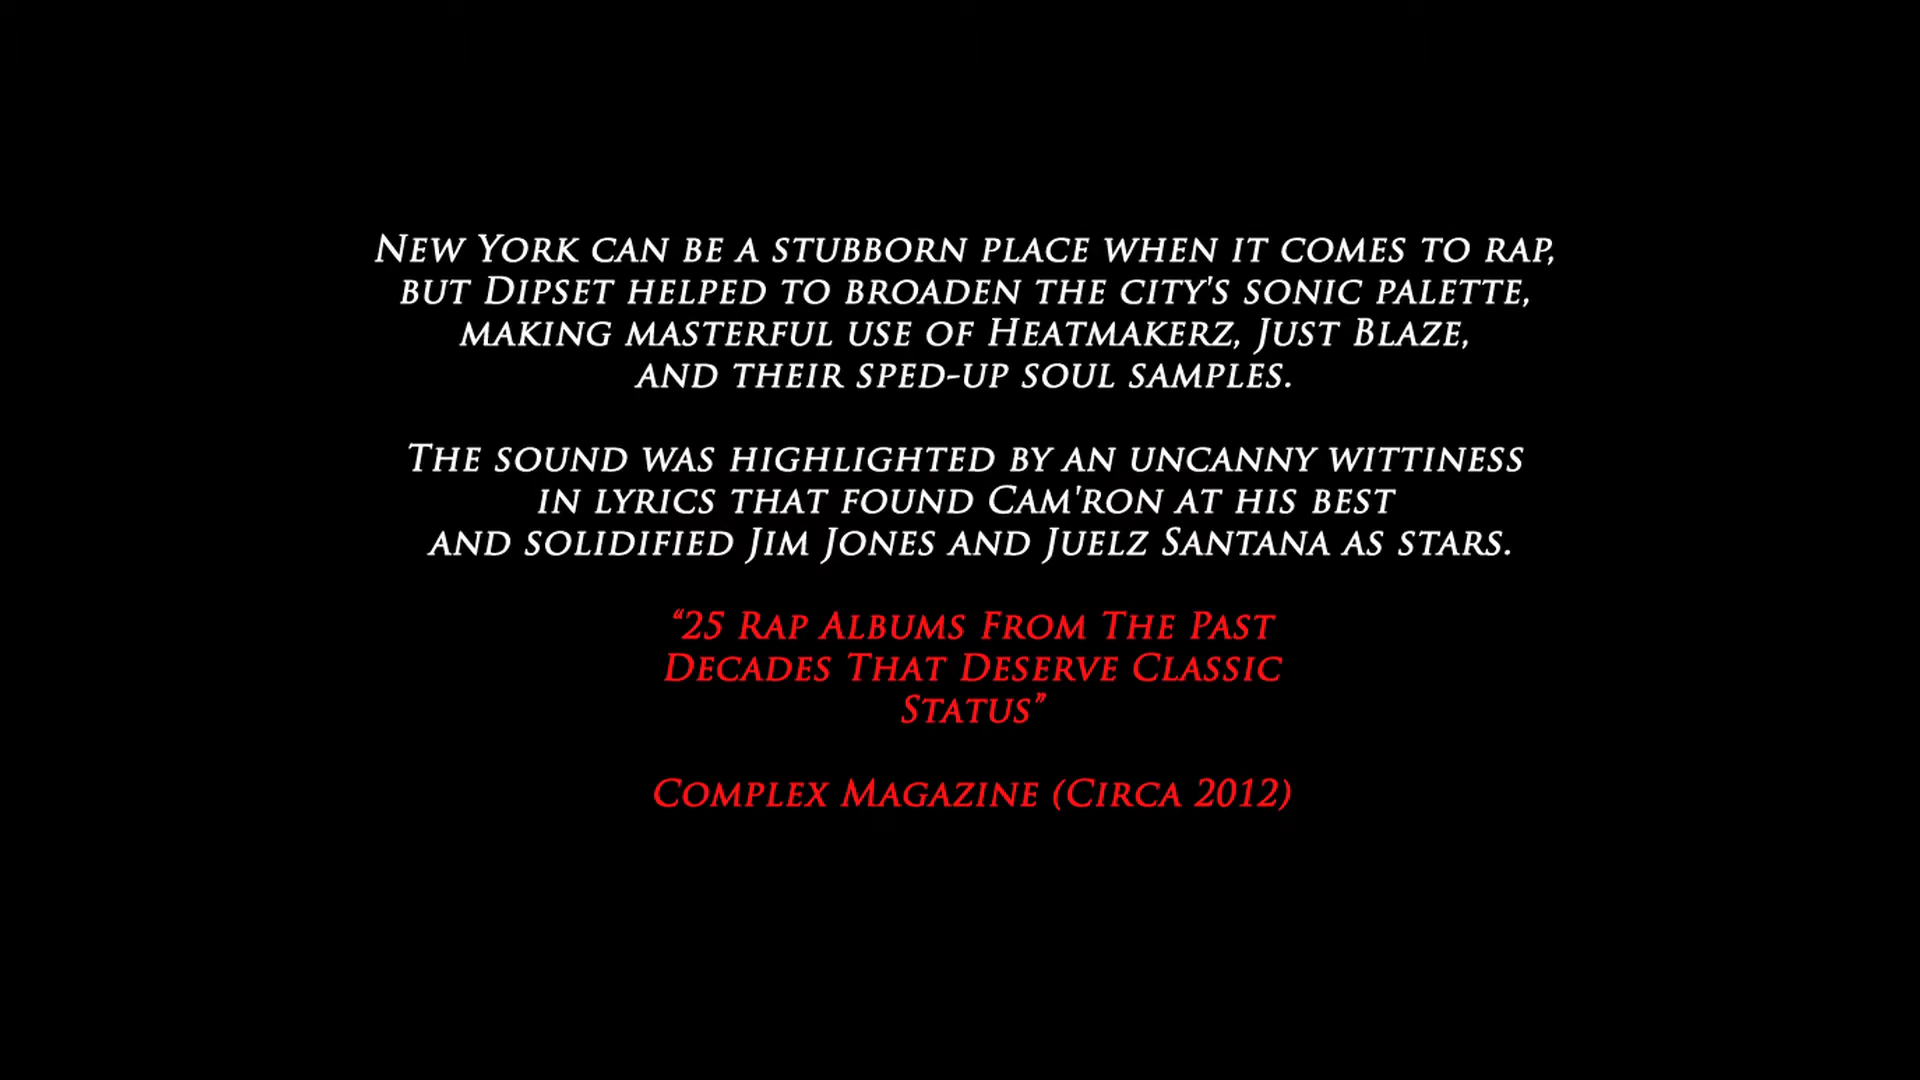 New York can be a stubborn place when it comes to rap,
but Dipset helped to broaden the city's sonic palette,
making masterful use of Heatmakerz, Just Blaze,
and their sped-up soul samples.
The sound was highlighted by an uncanny wittiness
in lyrics that found Cam'ron at his best
and solidified Jim Jones and Juelz Santana as stars.
“25 Rap Albums From The Past
Decades That Deserve Classic
Status”
Complex Magazine (Circa 2012)